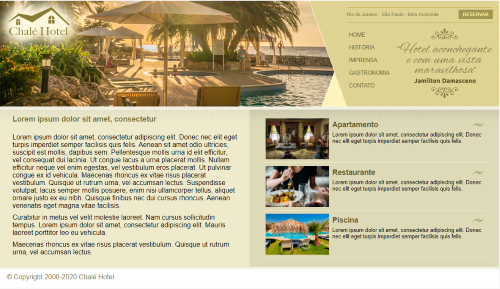 Chalé Hotel
Rio de Janeiro - São Paulo - Belo Horizonte
RESERVAR
HOME
HISTÓRIA
IMPRENSA
GASTRONOMIA
CONTATO
"Hotel aconchegante
e com uma vista
maravilhosa"
Jamilton Damasceno
Lorem ipsum dolor sit amet, consectetur
Lorem ipsum dolor sit amet, consectetur adipiscing elit. Donec nec elit eget
turpis imperdiet semper facilisis quis felis. Aenean sit amet odio ultricies,
suscipit est mollis, dapibus sem. Pellentesque mollis urna id elit efficitur,
vel consequat dui lacinia. Ut congue lacus a urna placerat mollis. Nullam
efficitur neque vel enim egestas, vel vestibulum eros placerat. Ut pulvinar
congue ex id vehicula. Maecenas rhoncus ex vitae risus placerat
vestibulum. Quisque ut rutrum urna, vel accumsan lectus. Suspendisse
volutpat, lacus semper mollis posuere, enim nisi ullamcorper tellus, aliquet
ornare justo ex eu nibh. Quisque finibus nec dui cursus rhoncus. Aenean
venenatis eget magna vitae facilisis.
Curabitur in metus vel velit molestie laoreet. Nam cursus sollicitudin
tempus. Lorem ipsum dolor sit amet, consectetur adipiscing elit. Mauris
laoreet porttitor leo eu vehicula.
Maecenas rhoncus ex vitae risus placerat vestibulum. Quisque ut rutrum
urna, vel accumsan lectus.
Apartamento
Lorem ipsum dolor sit amet, consectetur adipiscing elit. Donec
nec elit eget turpis imperdiet semper facilisis quis felis.
Restaurante
Lorem ipsum dolor sit amet, consectetur adipiscing elit. Donec
nec elit eget turpis imperdiet semper facilisis quis felis.
Piscina
Lorem ipsum dolor sit amet, consectetur adipiscing elit. Donec
nec elit eget turpis imperdiet semper facilisis quis felis.
© Copyright 2000-2020 Chalé Hotel